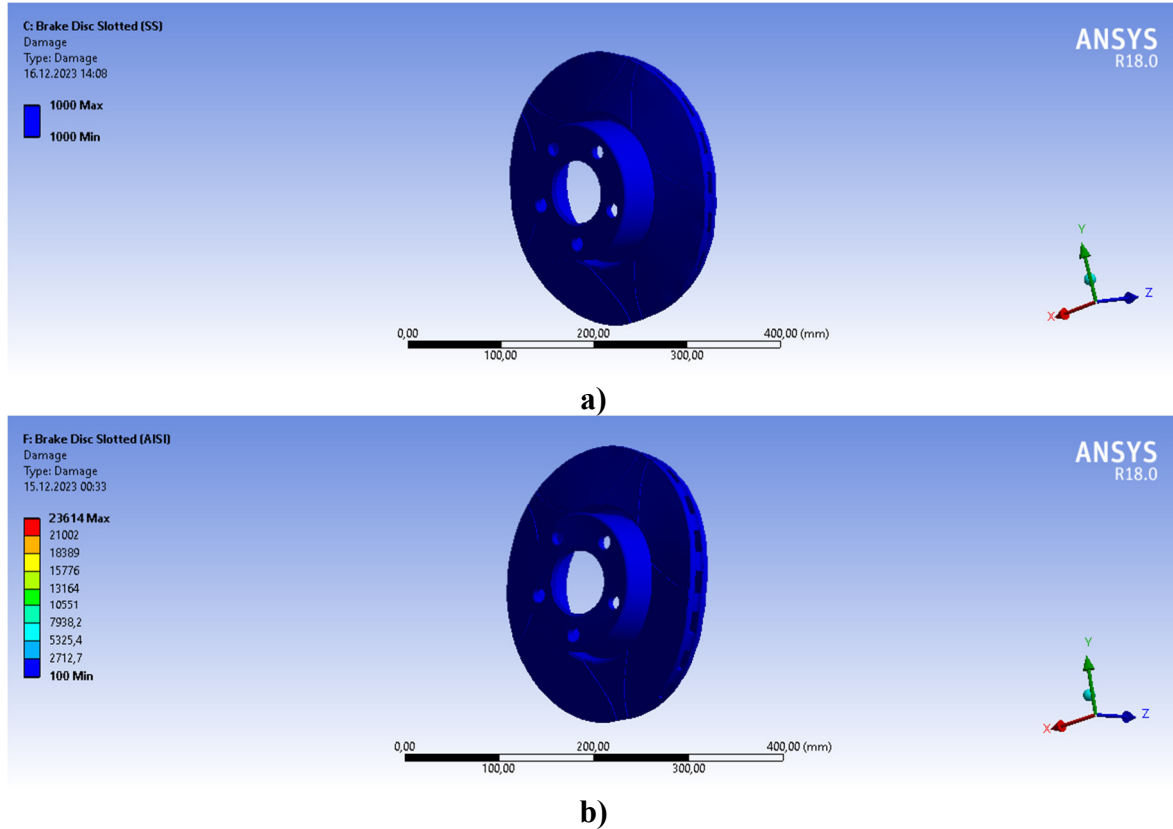 C: Brake Disc Slotted (SS)
Damage
Type: Damage
16.12.2023 14:08
1000 Max
1000 Min
ANSYS
R18.0
Y
Z
X
0,00
200,00
400,00 (mm)
100,00
300,00
a)
F: Brake Disc Slotted (AISI)
Damage
Type: Damage
15.12.2023 00:33
23614 Max
21002
18389
15776
13164
10551
7938,2
5325,4
2712,7
100 Min
ANSYS
R18.0
Y
Z
X
0,00
200,00
400,00 (mm)
100,00
300,00
b)